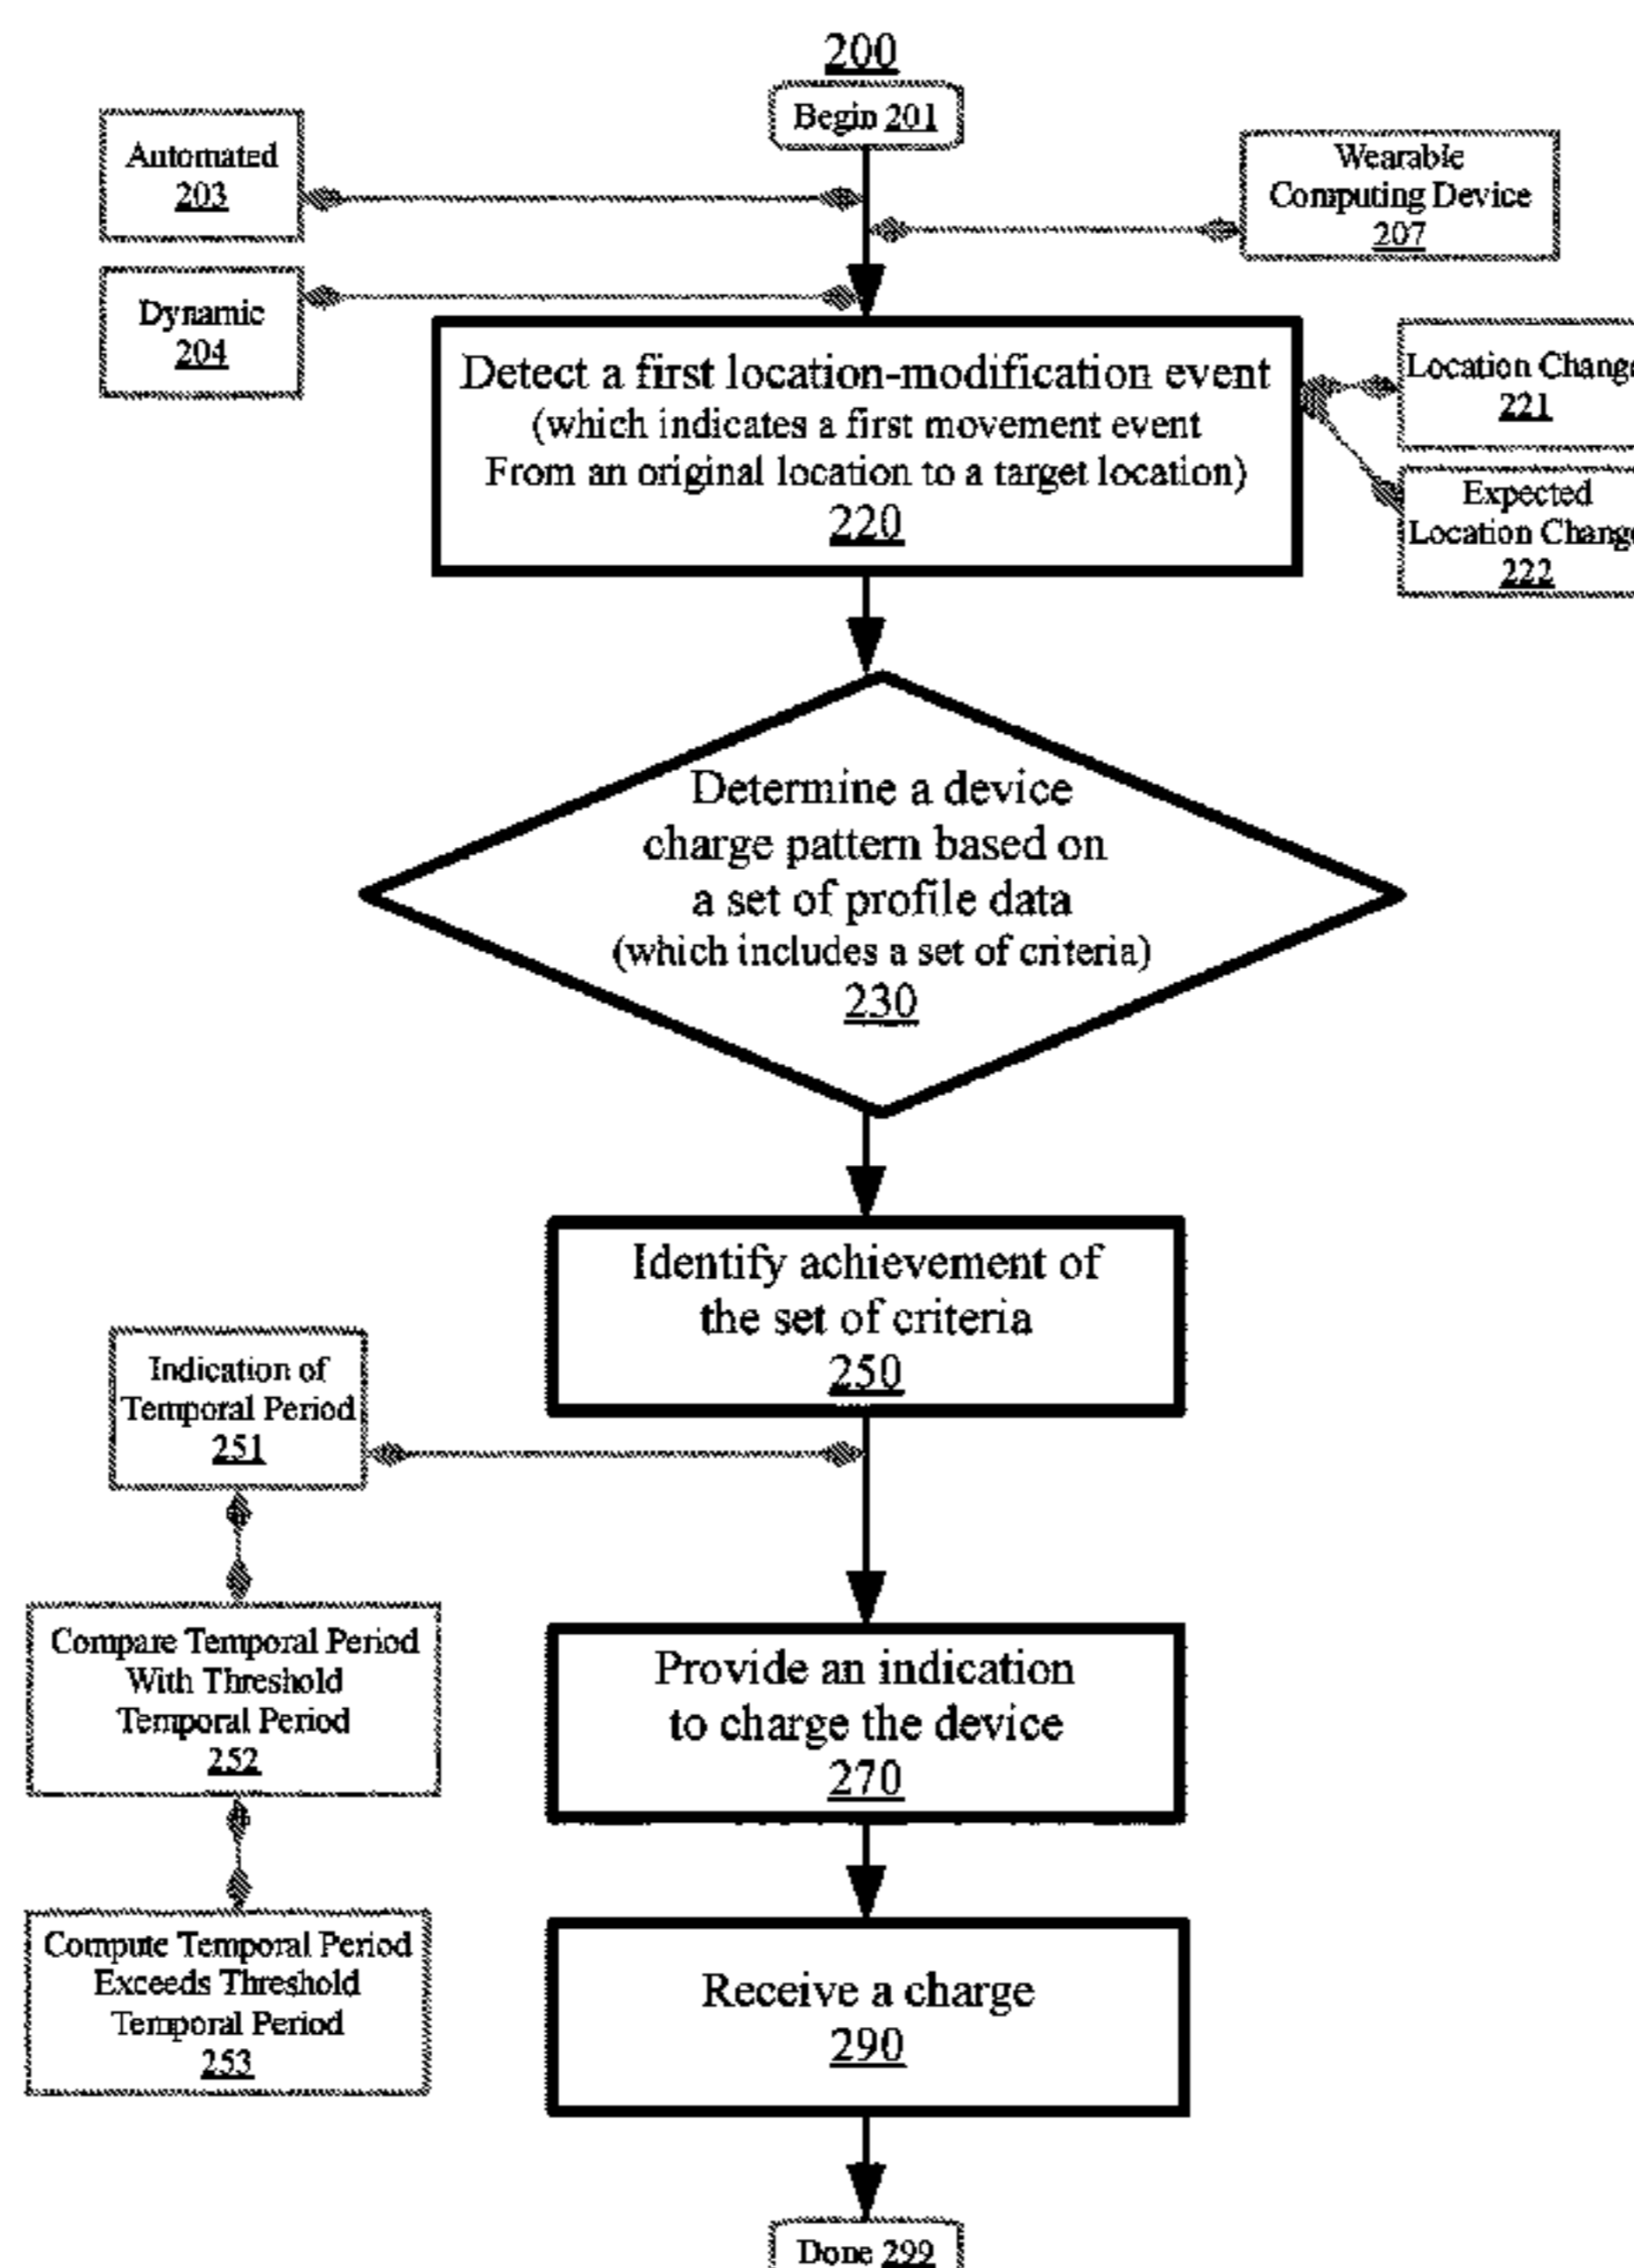 200
Begin 201
Automated
203
Wearable
Computing Device
207
Dynamic
204
Detect a first location-modification event
(which indicates a first movement event
From an original location to a target location)
220
Location Change
221
Expected
Location Change
222
Determine a device
charge pattern based on
a set of profile data
(which includes a set of criteria)
230
Identify achievement of
the set of criteria
250
Indication of
Temporal Period
251
Compare Temporal Period
With Threshold
Temporal Period
252
Provide an indication
to charge the device
270
Compute Temporal Period
Exceeds Threshold
Temporal Period
253
Receive a charge
290
Done 299